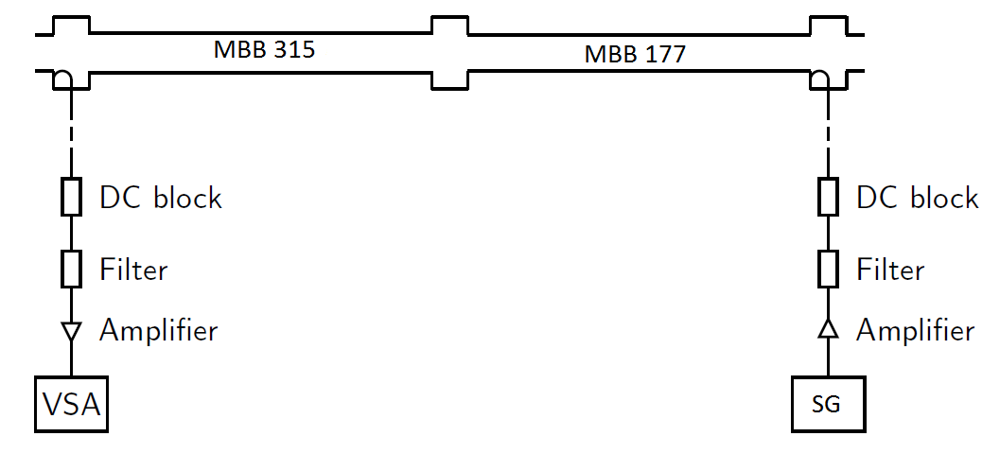 MBB 315
MBB 177
DC block
DC block
Filter
Filter
Amplifier
Amplifier
VSA
SG